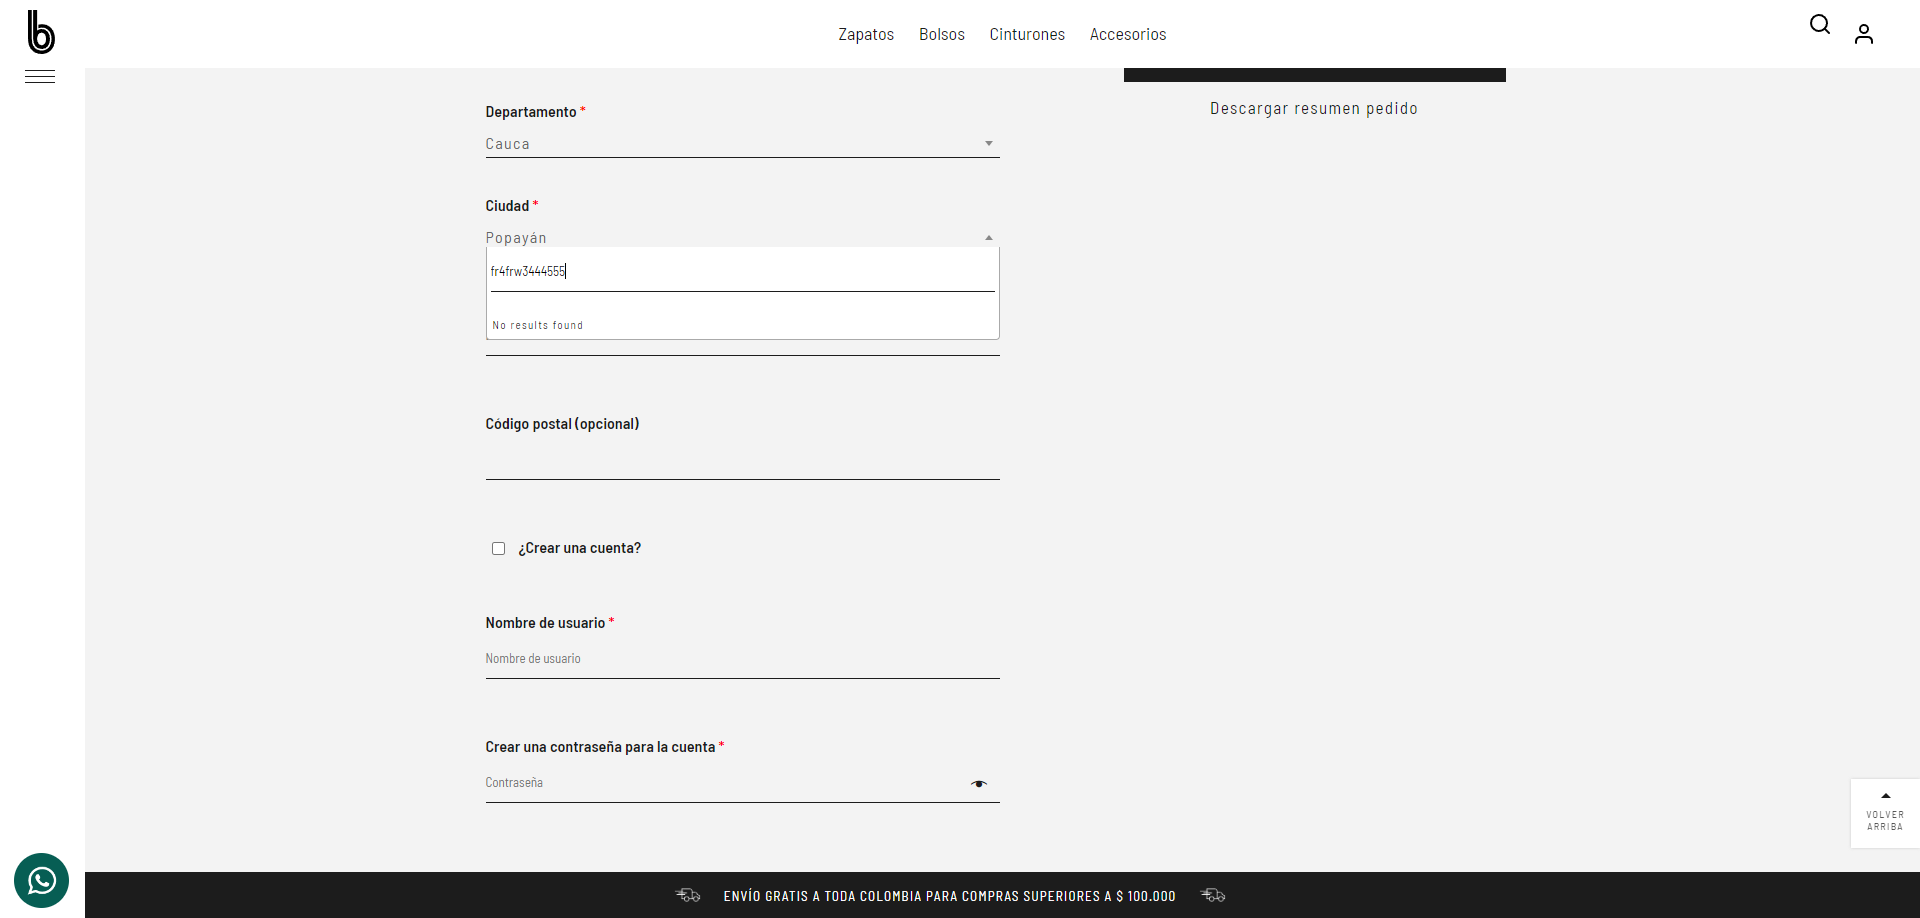 b
Zapatos Bolsos Cinturones Accesorios
Descargar resumen pedido
Departamento *
Cauca
Ciudad *
Popayán
fr4frw3444555
No results found
Código postal (opcional)
¿Crear una cuenta?
Nombre de usuario *
Nombre de usuario
Crear una contraseña para la cuenta *
Contraseña
VOLVER
ARRIBA
ENVÍO GRATIS A TODA COLOMBIA PARA COMPRAS SUPERIORES A $ 100.000